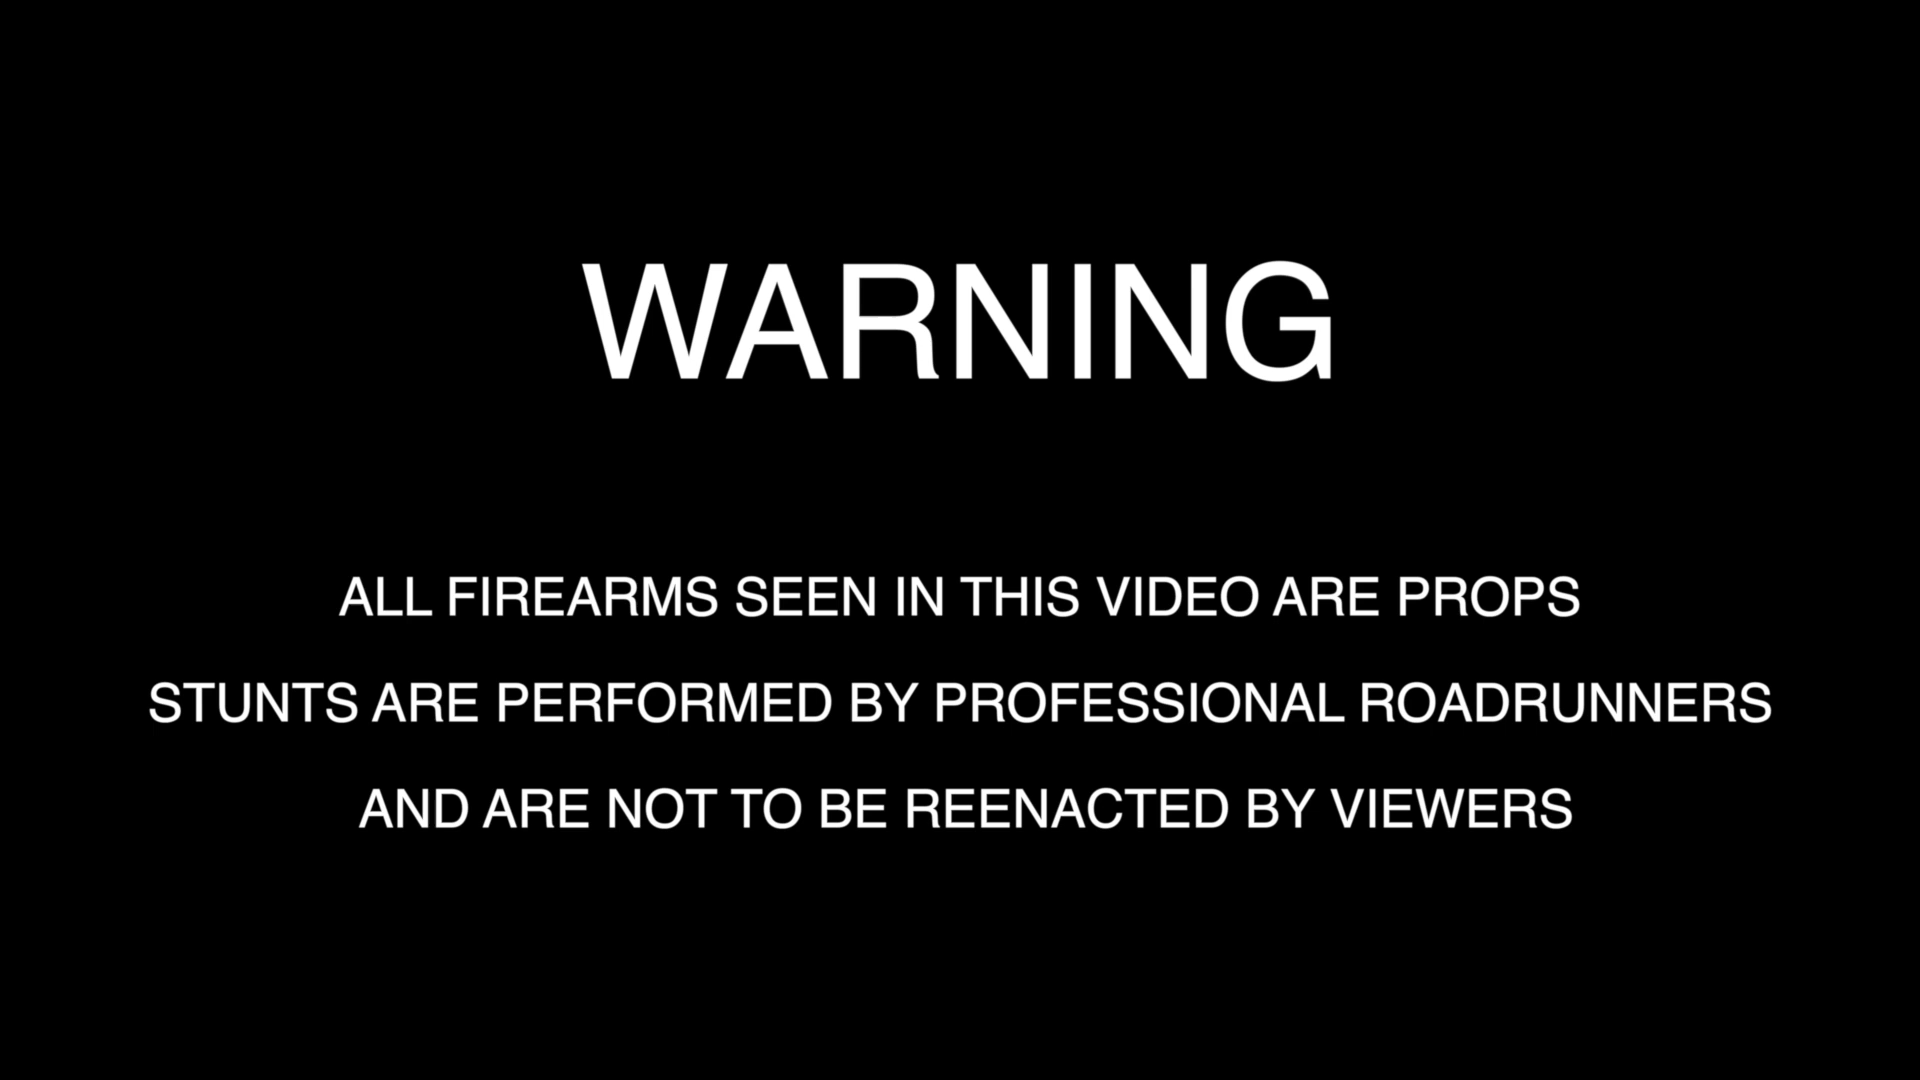 WARNING
ALL FIREARMS SEEN IN THIS VIDEO ARE PROPS
STUNTS ARE PERFORMED BY PROFESSIONAL ROADRUNNERS
AND ARE NOT TO BE REENACTED BY VIEWERS